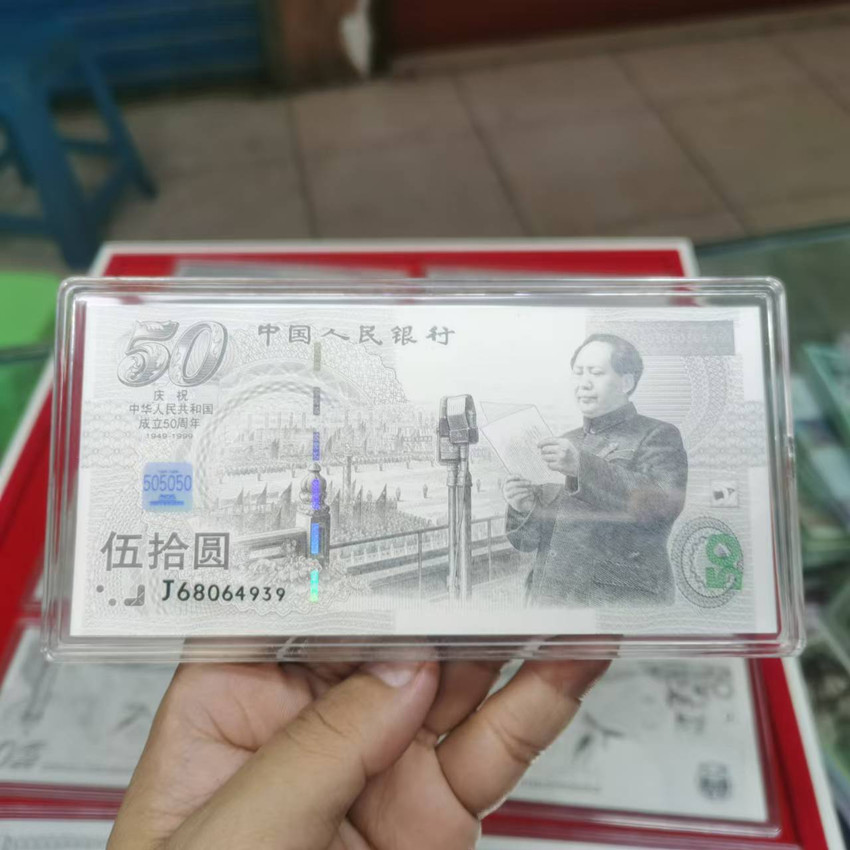 50
中国人民银行
庆祝
中华人民共和国
成立50周年
1949-1999
505050
伍拾圆
J68064939
50